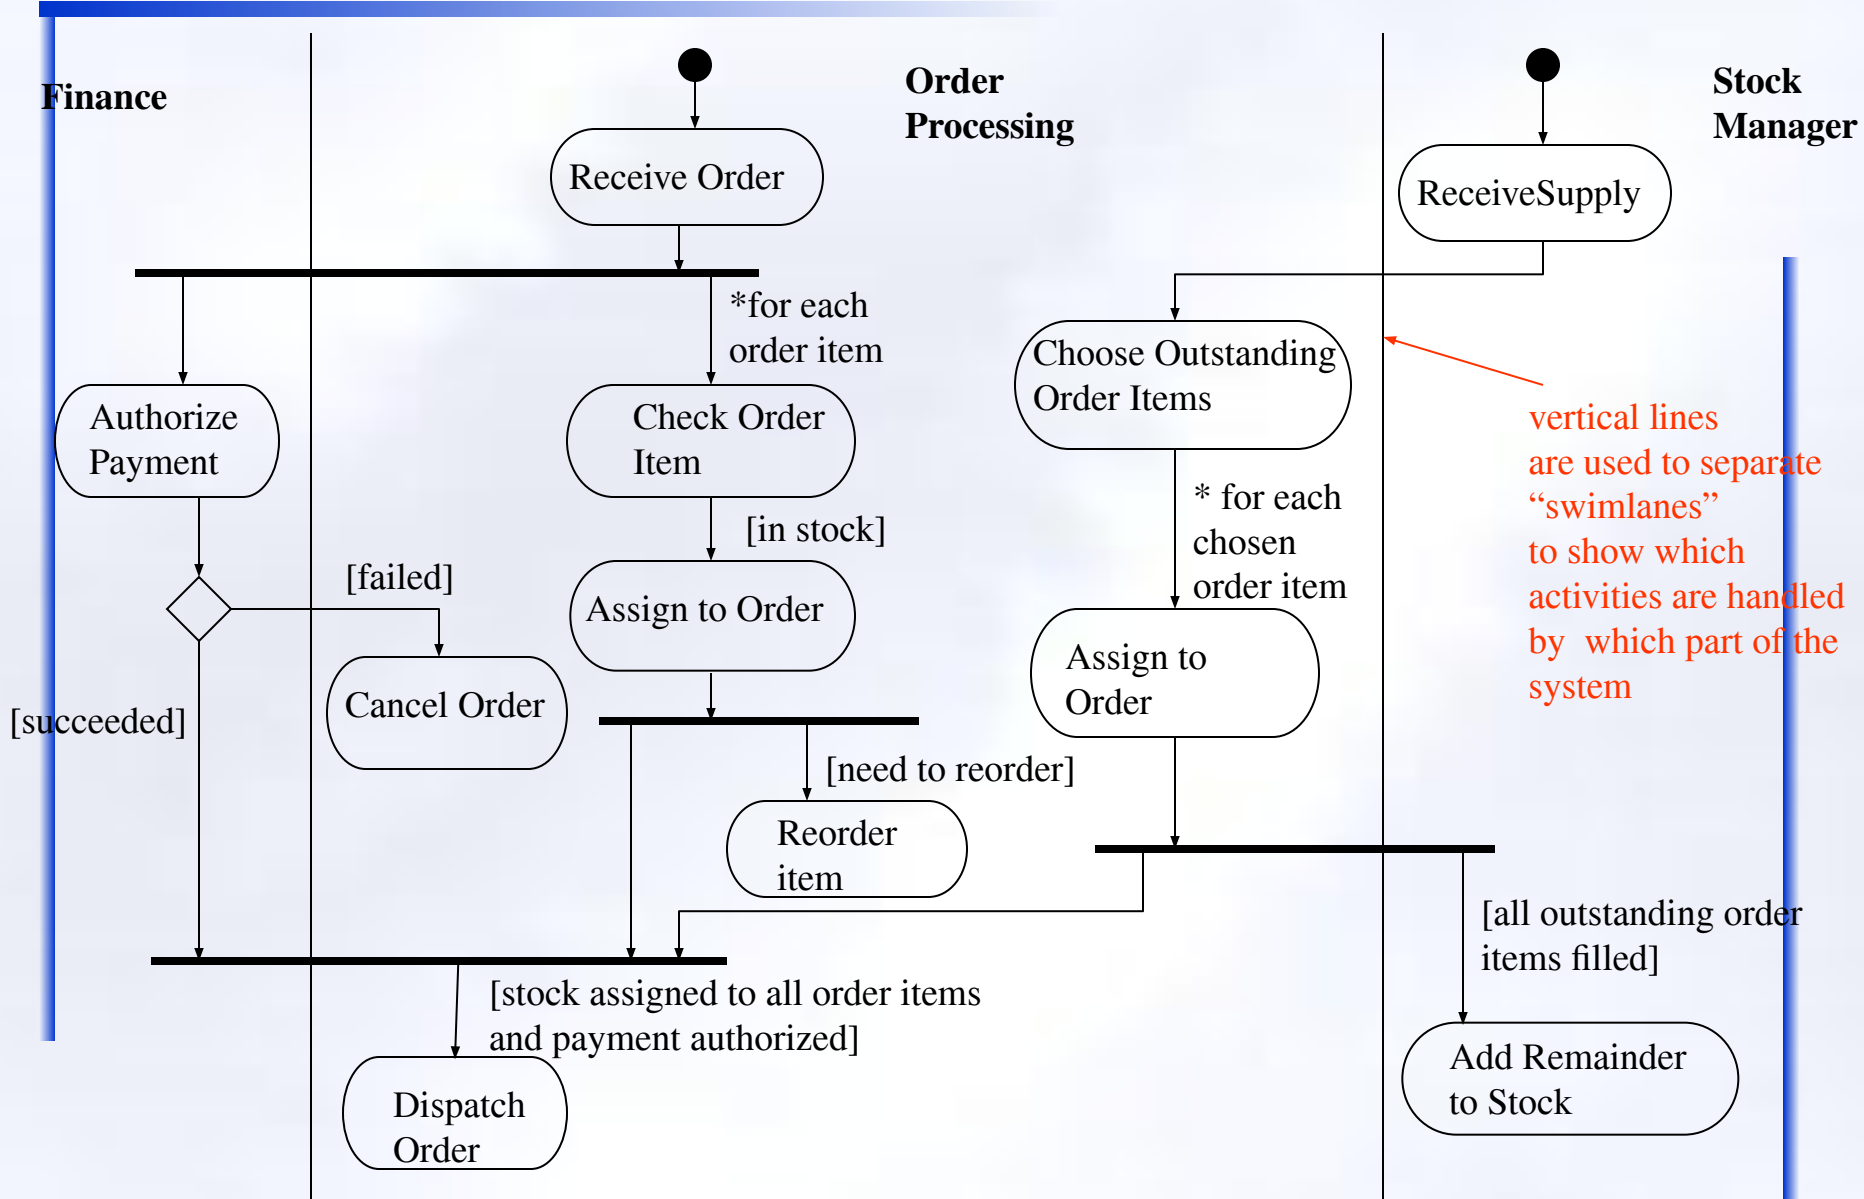 Finance
Order
Processing
Stock
Manager
Receive Order
ReceiveSupply
*for each
order item
Choose Outstanding
Order Items
Authorize
Payment
Check Order
Item
vertical lines
are used to separate
“swimlanes”
to show which
activities are handled
by  which part of the
system
* for each
chosen
order item
[in stock]
[failed]
Assign to Order
Assign to
Order
Cancel Order
[succeeded]
[need to reorder]
Reorder
item
[all outstanding order
items filled]
[stock assigned to all order items
and payment authorized]
Add Remainder
to Stock
Dispatch
Order